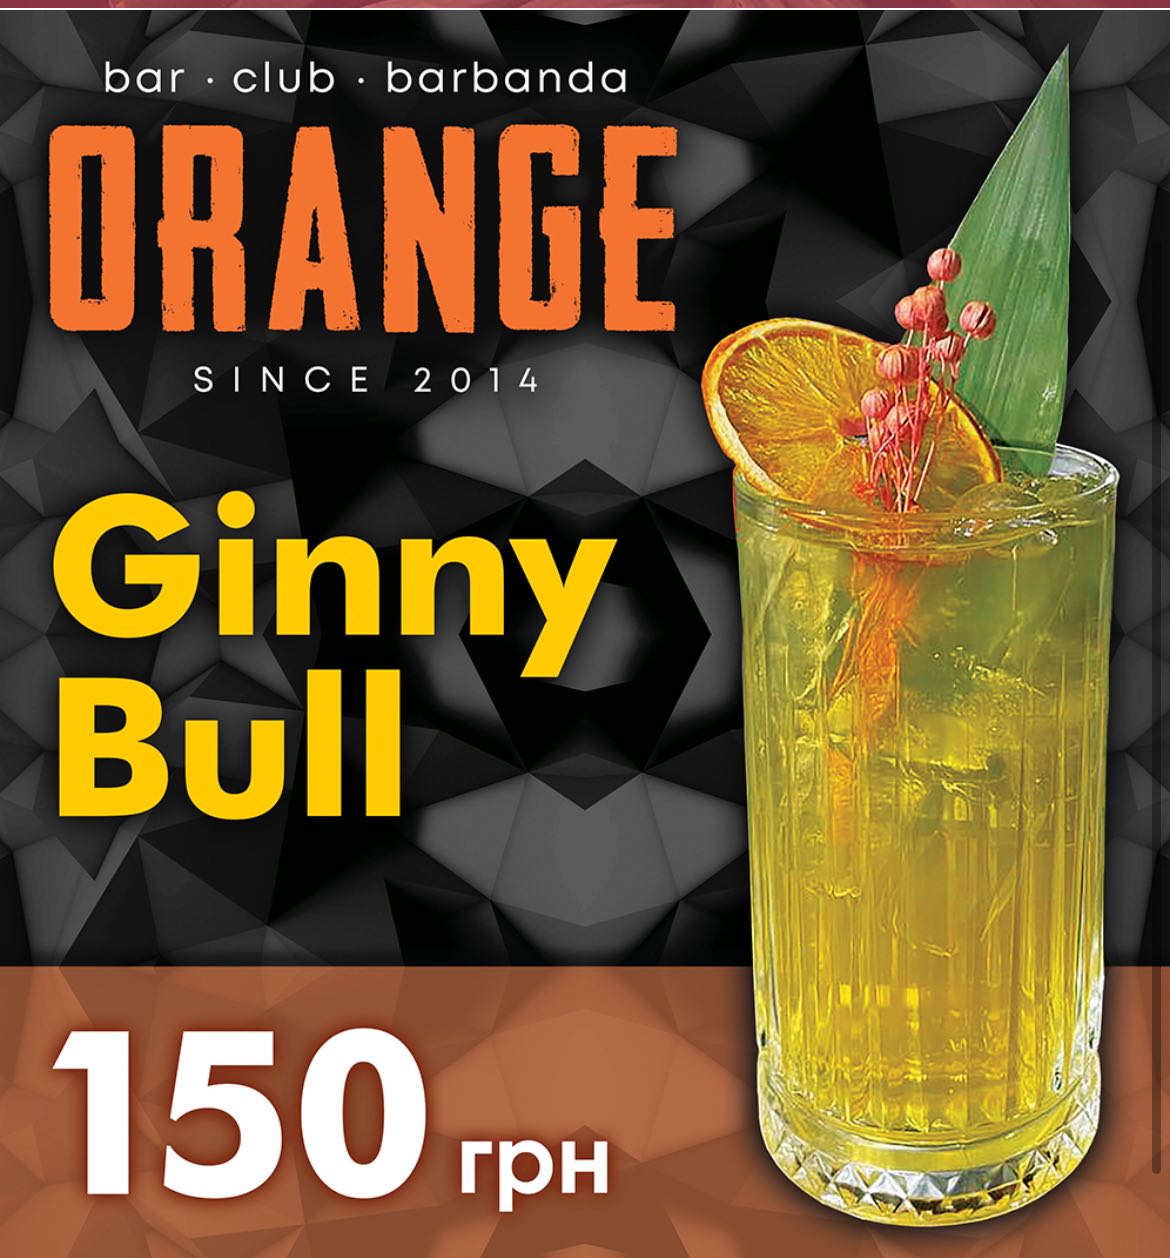 bar · club · barbanda
ORANGE
SINCE 2014
Ginny
Bull
150 грн